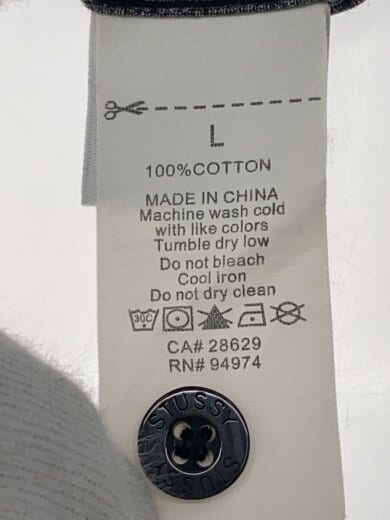 L
100%COTTON
MADE IN CHINA
Machine wash cold
with like colors
Tumble dry low
Do not bleach
Cool iron
Do not dry clean
30C
CA# 28629
RN# 94974
STUSSY
STUSSY